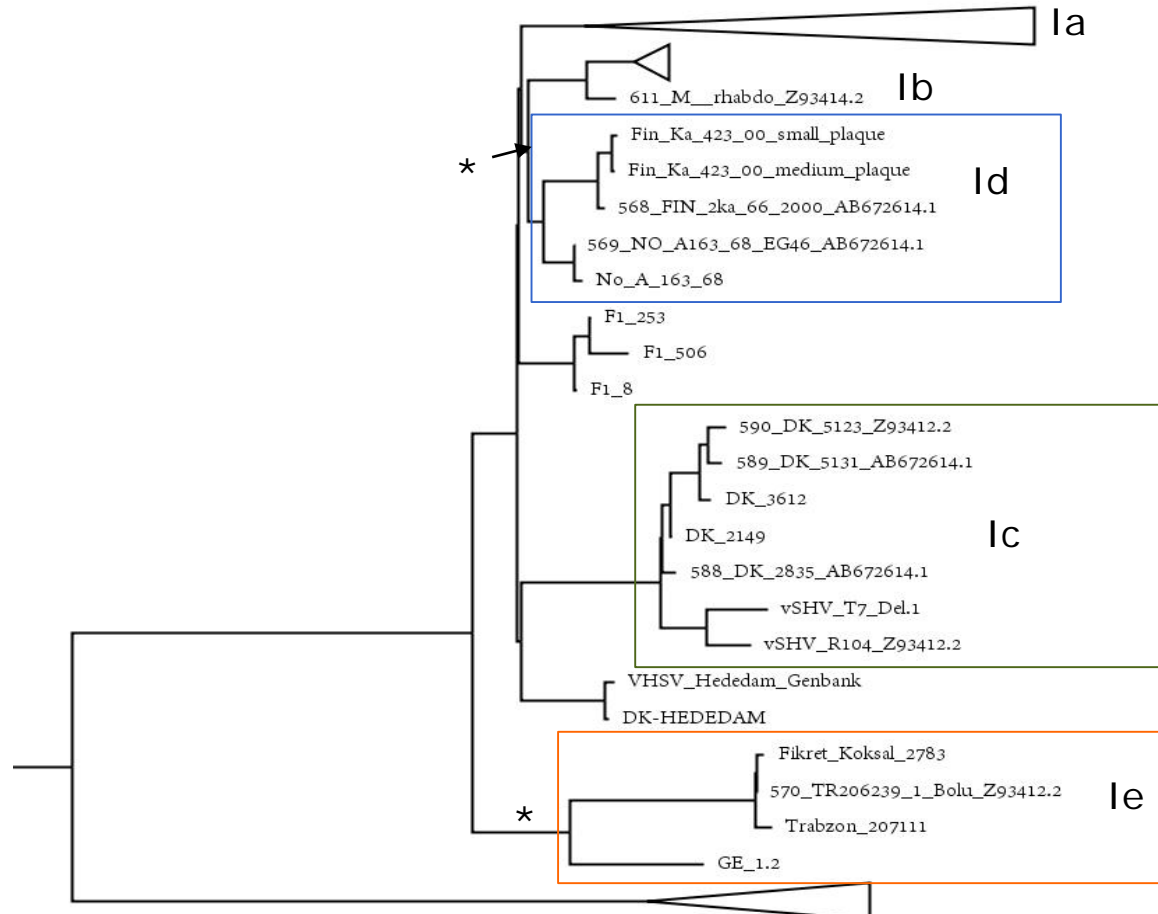 Ia
611_M__rhabdo_Z93414.2
Ib
Fin_Ka_423_00_small_plaque
*
Fin_Ka_423_00_medium_plaque
Id
568_FIN_2ka_66_2000_AB672614.1
569_NO_A163_68_EG46_AB672614.1
No_A_163_68
F1_253
F1_506
F1_8
590_DK_5123_Z93412.2
589_DK_5131_AB672614.1
DK_3612
DK_2149
Ic
588_DK_2835_AB672614.1
vSHV_T7_Del.1
vSHV_R104_Z93412.2
VHSV_Hededam_Genbank
DK-HEDEDAM
Fikret_Koksal_2783
570_TR206239_1_Bolu_Z93412.2
Ie
*
Trabzon_207111
GE_1.2